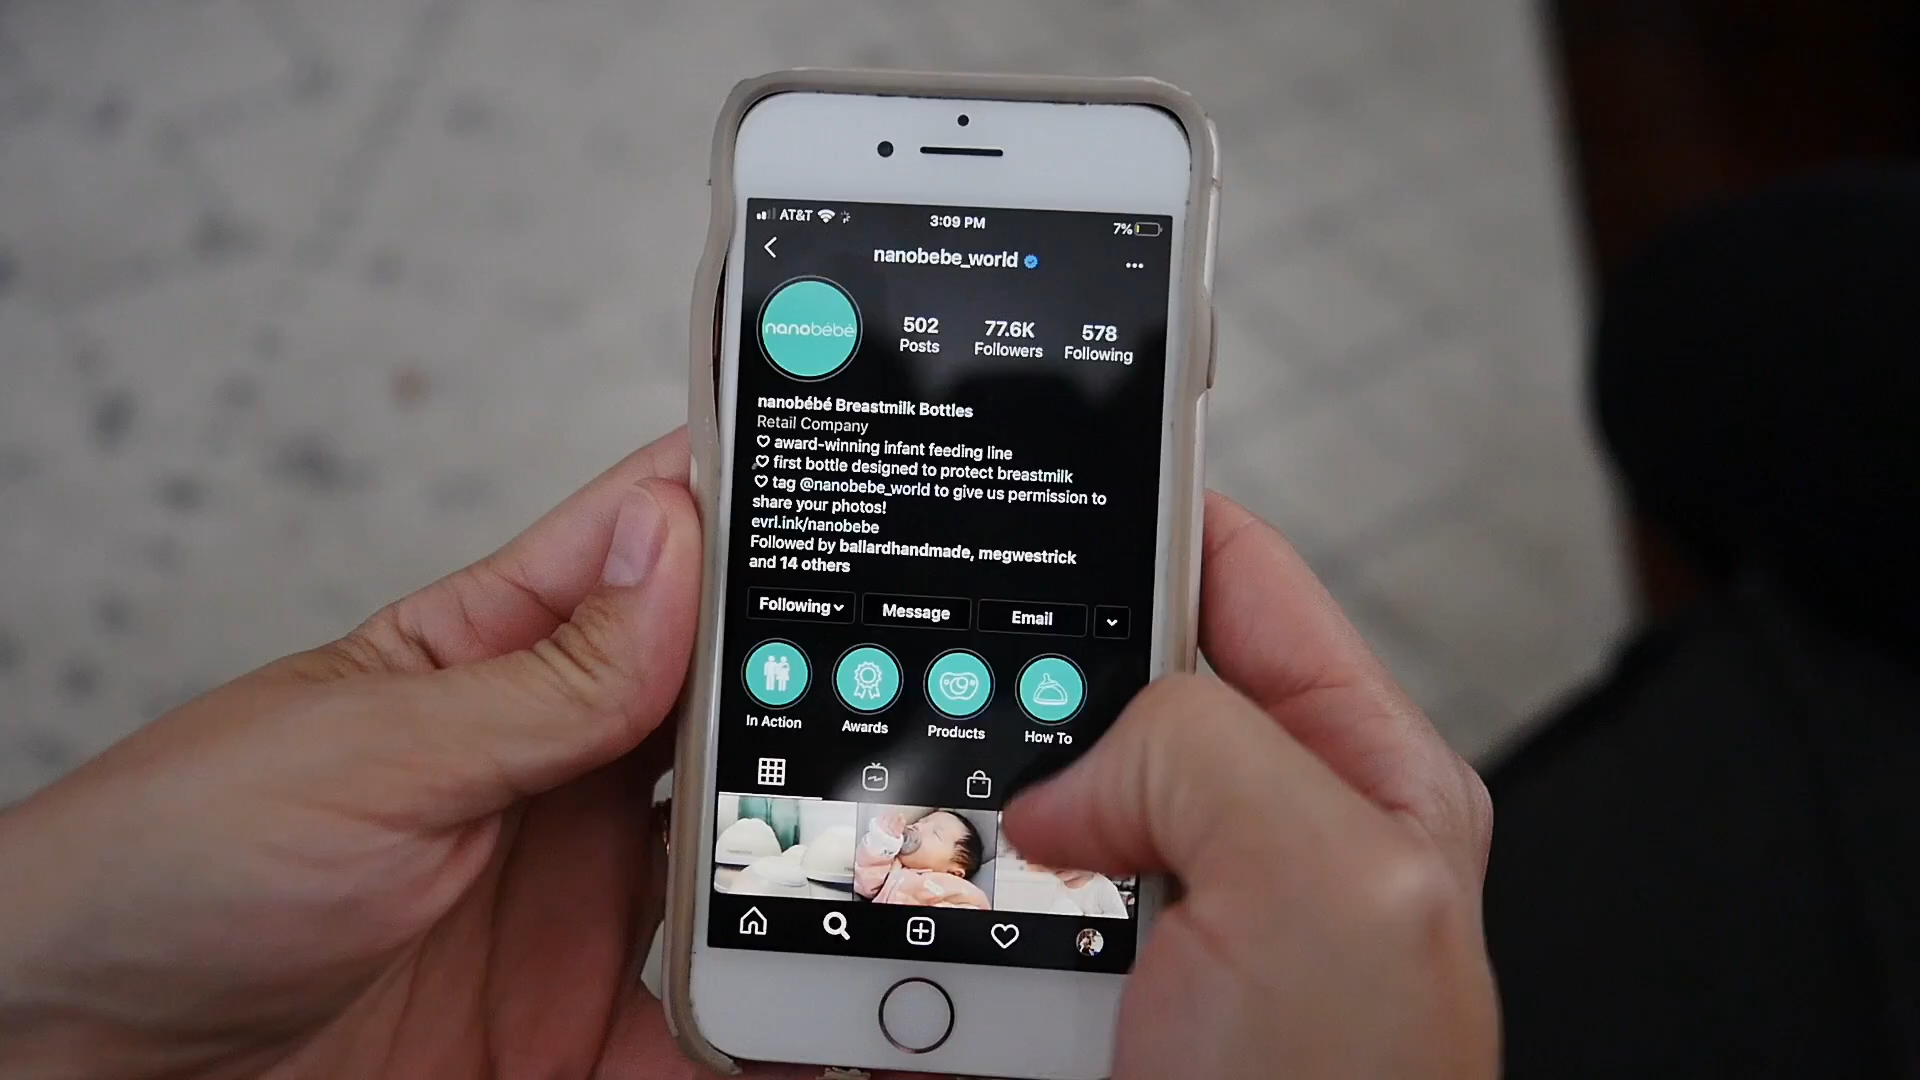 AT&T 3:09 PM 7%
nanobebe_world
nanobébé
502 77.6K 578
Posts Followers Following
nanobébé Breastmilk Bottles
Retail Company
♡ award-winning infant feeding line
🍼 first bottle designed to protect breastmilk
♡ tag @nanobebe_world to give us permission to
share your photos!
evrl.ink/nanobebe
Followed by ballardhandmade, megwestrick
and 14 others
Following Message Email
In Action Awards Products How To